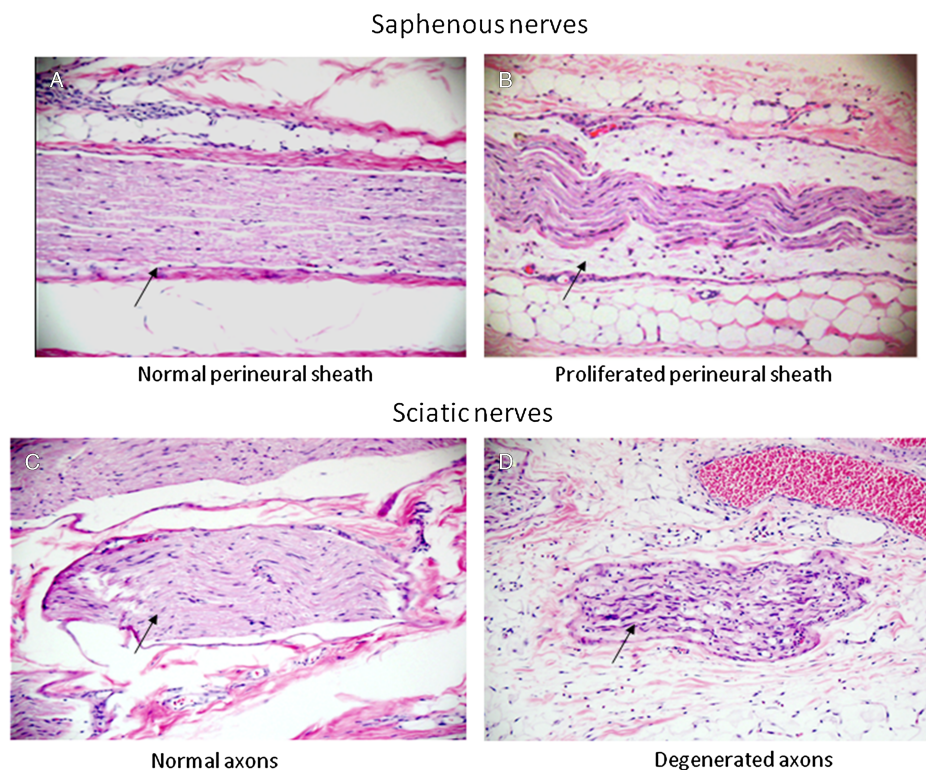 Saphenous nerves
A
B
Normal perineural sheath
Proliferated perineural sheath
Sciatic nerves
C
D
Normal axons
Degenerated axons